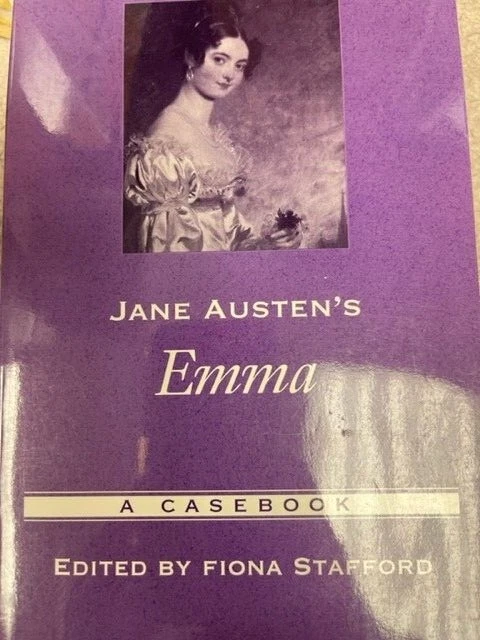 JANE AUSTEN'S
Emma
A CASEBOOK
EDITED BY FIONA STAFFORD